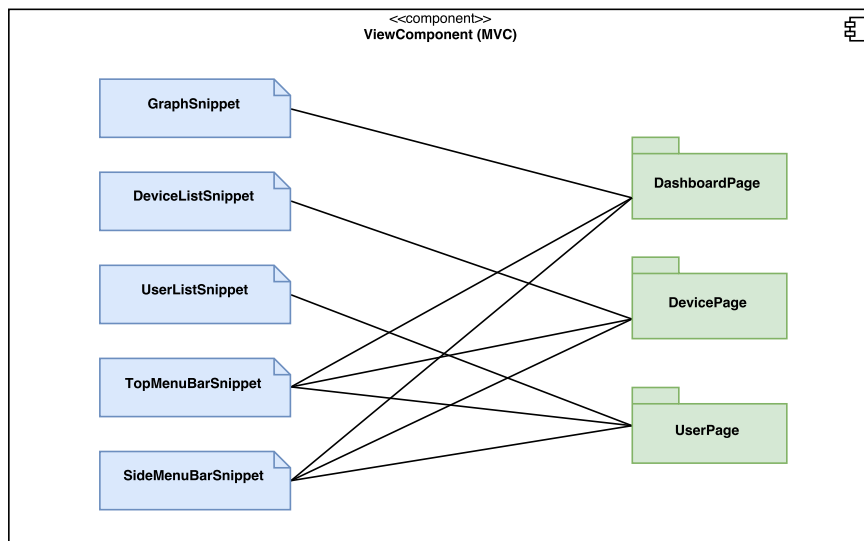 <<component>>
ViewComponent (MVC)
GraphSnippet
DeviceListSnippet
UserListSnippet
TopMenuBarSnippet
SideMenuBarSnippet
DashboardPage
DevicePage
UserPage